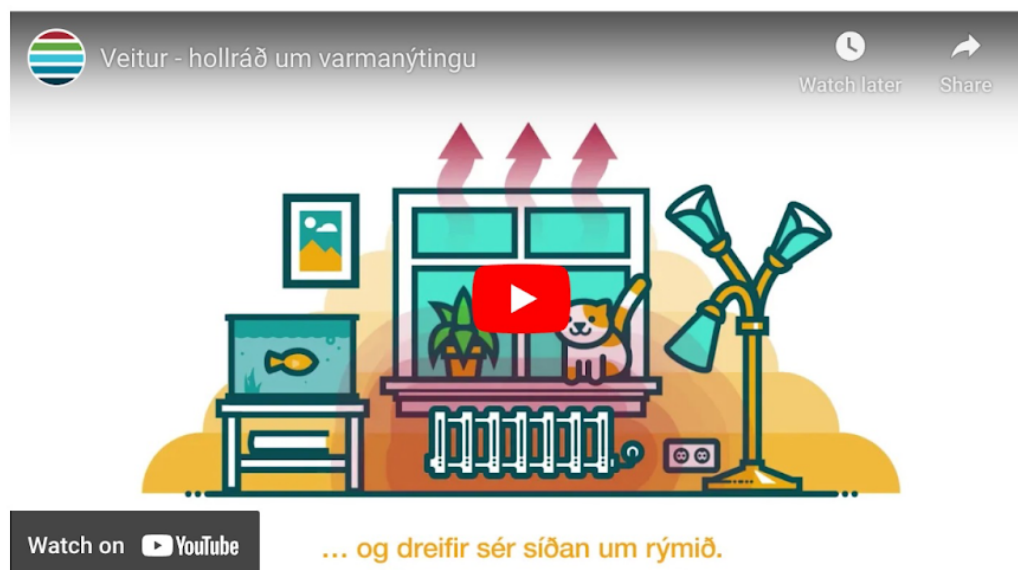 Veitur - hollráð um varmanýtingu
Watch later
Share
Watch on YouTube
... og dreifir sér síðan um rýmið.